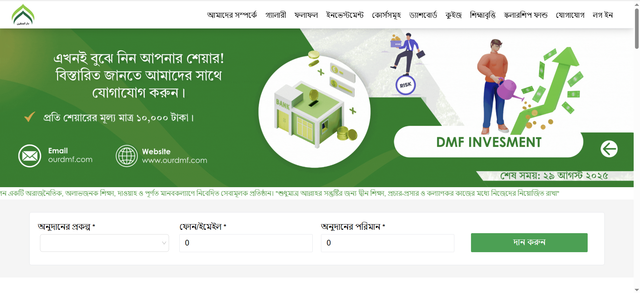 আমাদের সম্পর্কে গ্যালারী ফলাফল ইনভেস্টমেন্ট কোর্সসমূহ ড্যাশবোর্ড কুইজ শিক্ষাবৃত্তি স্কলারশিপ ফান্ড যোগাযোগ লগ ইন
এখনই বুঝে নিন আপনার শেয়ার!
বিস্তারিত জানতে আমাদের সাথে
যোগাযোগ করুন।
প্রতি শেয়ারের মূল্য মাত্র ১০,০০০ টাকা।
Email
ourdmf.com
Website
www.ourdmf.com
BANK
RISK
DMF INVESMENT
শেষ সময়: ২৯ আগস্ট ২০২৫
একটি অরাজনৈতিক, অলাভজনক শিক্ষা, দাওয়াহ ও পূর্ণত মানবকল্যাণে নিবেদিত সেবামূলক প্রতিষ্ঠান। "শুধুমাত্র আল্লাহর সন্তুষ্টির জন্য দ্বীন শিক্ষা, প্রচার-প্রসার ও কল্যাণকর কাজের মধ্যে নিজেদের নিয়োজিত রাখা"
অনুদানের প্রকল্প * ফোন/ইমেইল * অনুদানের পরিমান *
0 0 দান করুন